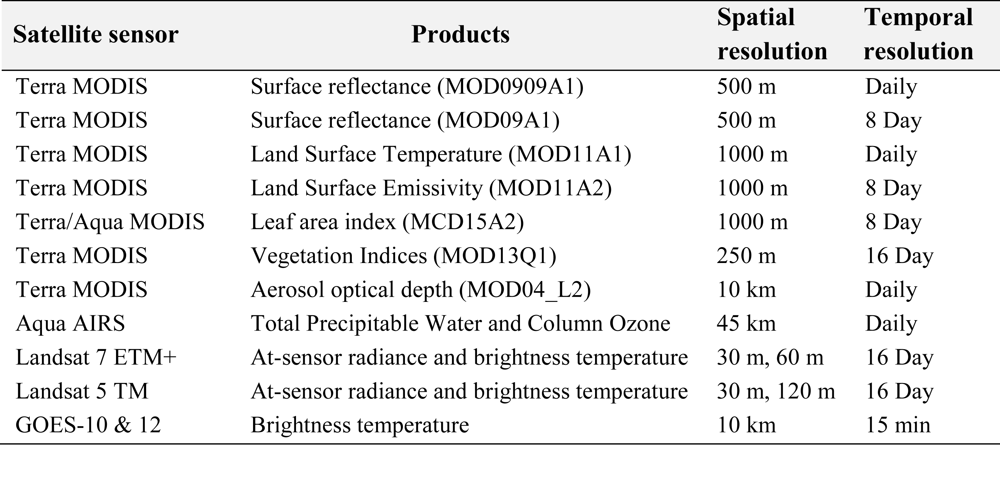 Satellite sensor Products Spatial resolution Temporal resolution
Terra MODIS Surface reflectance (MOD0909A1) 500 m Daily
Terra MODIS Surface reflectance (MOD09A1) 500 m 8 Day
Terra MODIS Land Surface Temperature (MOD11A1) 1000 m Daily
Terra MODIS Land Surface Emissivity (MOD11A2) 1000 m 8 Day
Terra/Aqua MODIS Leaf area index (MCD15A2) 1000 m 8 Day
Terra MODIS Vegetation Indices (MOD13Q1) 250 m 16 Day
Terra MODIS Aerosol optical depth (MOD04_L2) 10 km Daily
Aqua AIRS Total Precipitable Water and Column Ozone 45 km Daily
Landsat 7 ETM+ At-sensor radiance and brightness temperature 30 m, 60 m 16 Day
Landsat 5 TM At-sensor radiance and brightness temperature 30 m, 120 m 16 Day
GOES-10 & 12 Brightness temperature 10 km 15 min